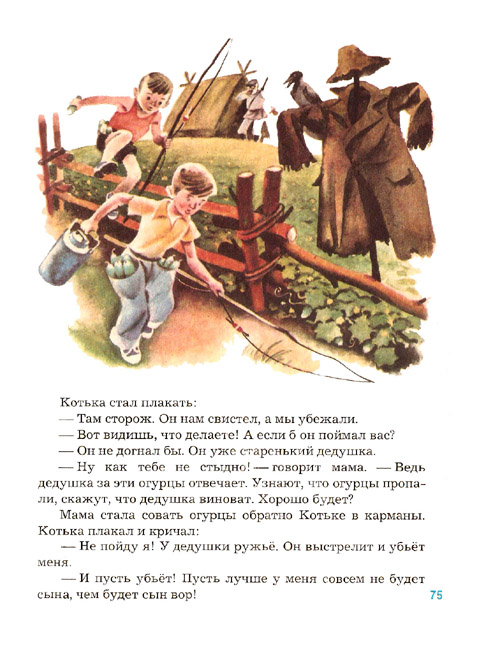 Котька стал плакать:
— Там сторож. Он нам свистел, а мы убежали.
— Вот видишь, что делаете! А если б он поймал вас?
— Он не догнал бы. Он уже старенький дедушка.
— Ну как тебе не стыдно! — говорит мама. — Ведь
дедушка за эти огурцы отвечает. Узнают, что огурцы пропа-
ли, скажут, что дедушка виноват. Хорошо будет?
Мама стала совать огурцы обратно Котьке в карманы.
Котька плакал и кричал:
— Не пойду я! У дедушки ружьё. Он выстрелит и убьёт
меня.
— И пусть убьёт! Пусть лучше у меня совсем не будет
сына, чем будет сын вор!
75